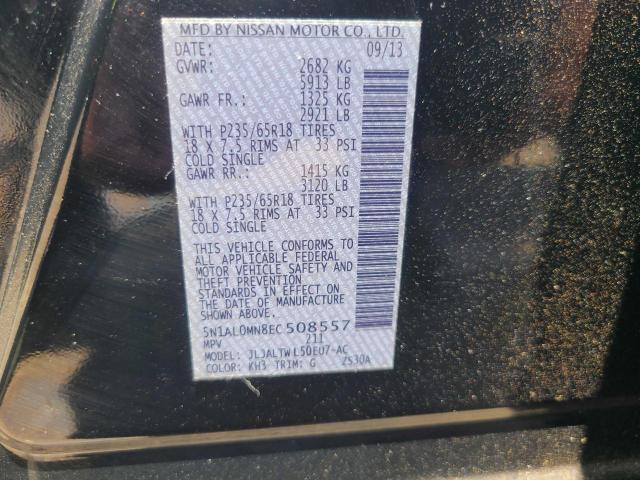 MFD BY NISSAN MOTOR CO., LTD.
DATE: 09/13
GVWR: 2682 KG
5913 LB
GAWR FR.: 1325 KG
2921 LB
WITH P235/65R18 TIRES
18 X 7.5 RIMS AT 33 PSI
COLD SINGLE
GAWR RR.: 1415 KG
3120 LB
WITH P235/65R18 TIRES
18 X 7.5 RIMS AT 33 PSI
COLD SINGLE
THIS VEHICLE CONFORMS TO
ALL APPLICABLE FEDERAL
MOTOR VEHICLE SAFETY AND
THEFT PREVENTION
STANDARDS IN EFFECT ON
THE DATE OF MANUFACTURE
SHOWN ABOVE.
5N1AL0MN8EC508557
MPV 211
MODEL: JLJALTWL50EU7-AC
COLOR: KH3 TRIM: G 2530A